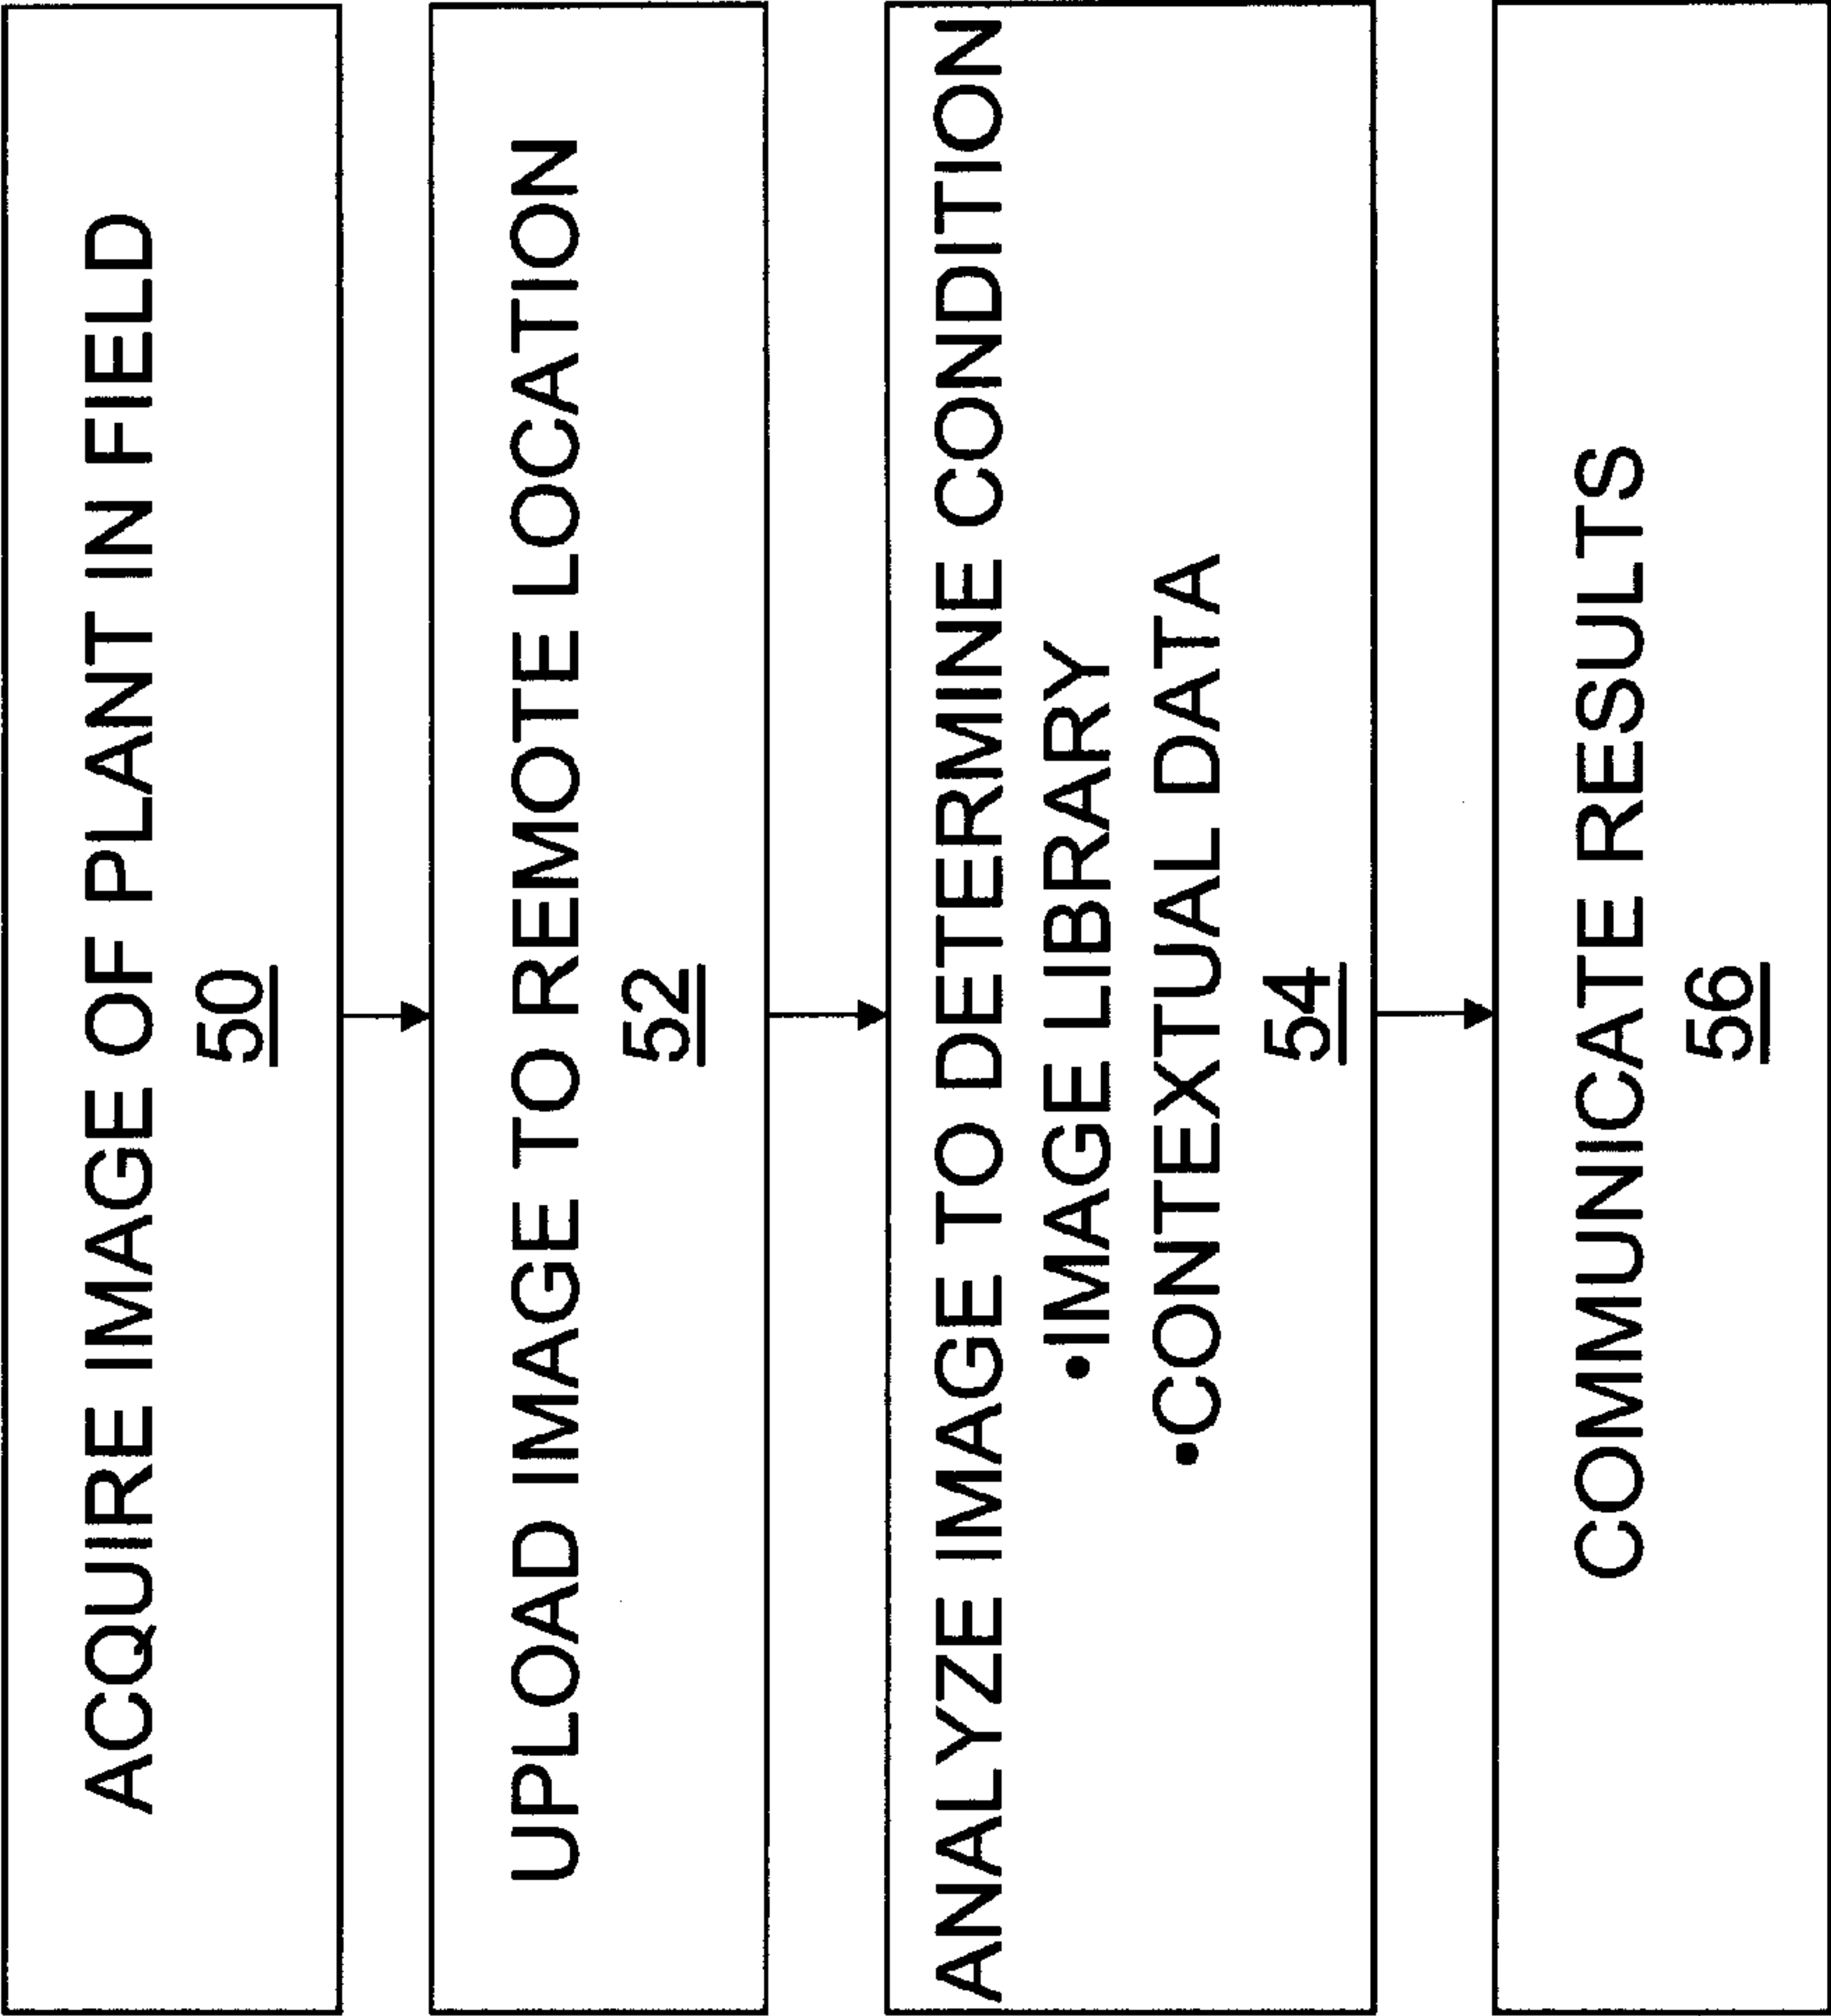 ACQUIRE IMAGE OF PLANT IN FIELD
50
UPLOAD IMAGE TO REMOTE LOCATION
52
ANALYZE IMAGE TO DETERMINE CONDITION
•IMAGE LIBRARY
•CONTEXTUAL DATA
54
COMMUNICATE RESULTS
56